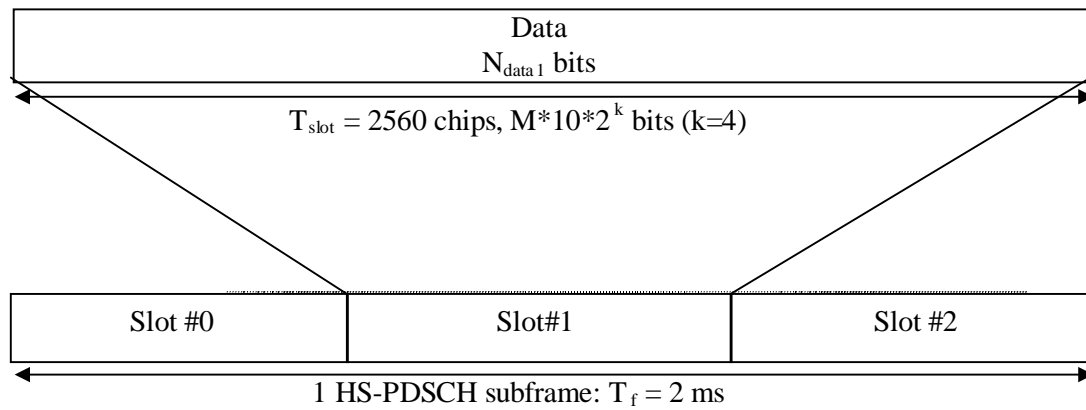 Data
N_data1 bits
T_slot = 2560 chips, M*10*2^k bits (k=4)
Slot #0 Slot#1 Slot #2
1 HS-PDSCH subframe: T_f = 2 ms